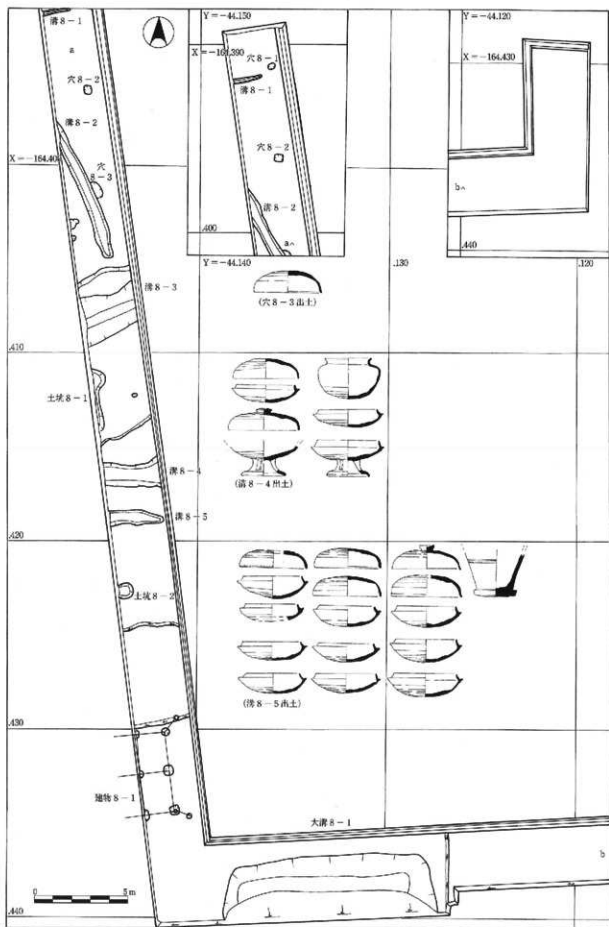 溝8-1
a
穴8-2
溝8-2
X=-164.40
穴
8-3
Y=-44.150
X=-164.390
穴8-1
溝8-1
穴8-2
溝8-2
.400
a
Y=-44.120
X=-164.430
b
.440
Y=-44.140
.130
.120
(穴8-3出土)
溝8-3
.410
土坑8-1
溝8-4
(溝8-4出土)
溝8-5
.420
土坑8-2
(溝8-5出土)
.430
建物8-1
大溝8-1
b
0
5m
.440